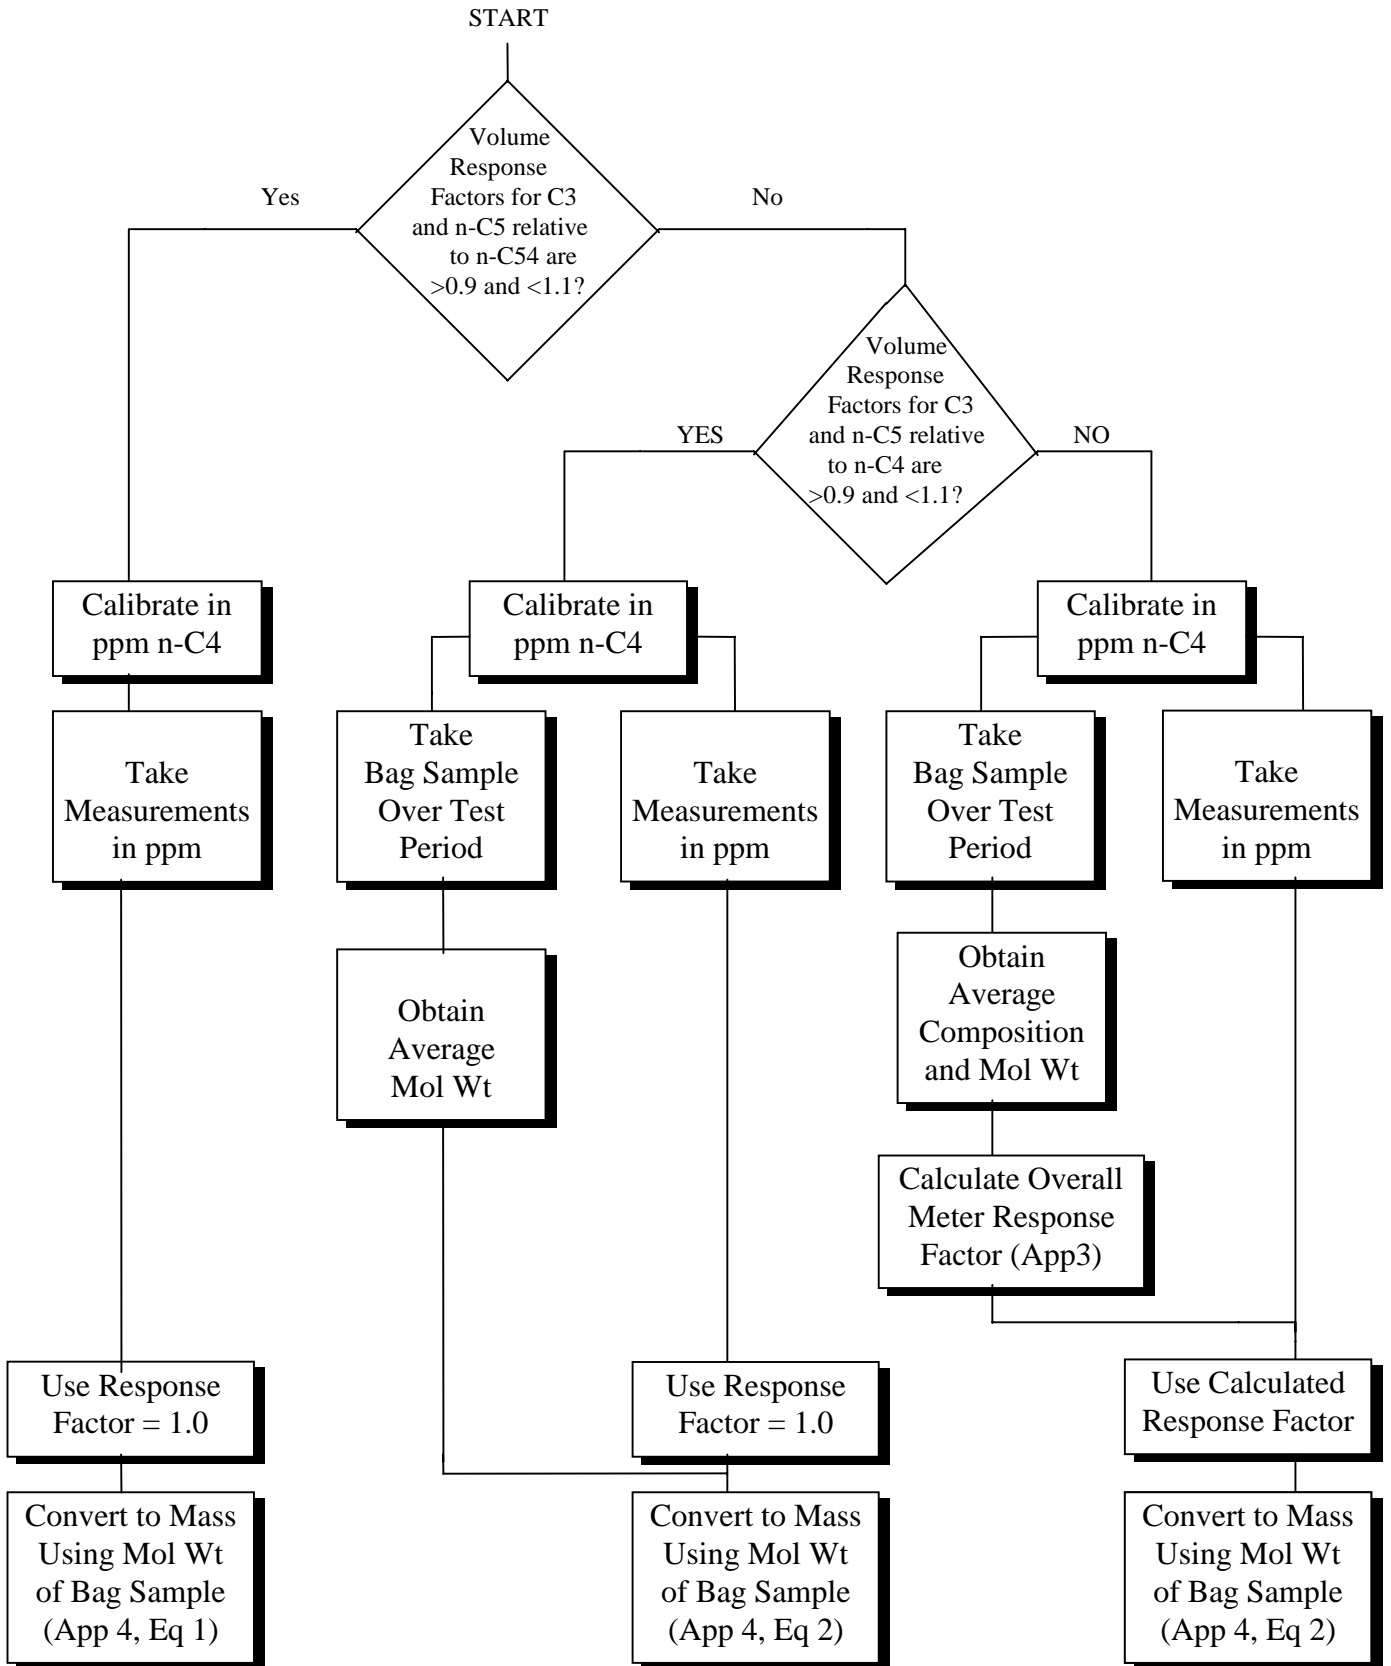 START
Volume
Response
Factors for C3
and n-C5 relative
to n-C54 are
>0.9 and <1.1?
Yes
No
Volume
Response
Factors for C3
and n-C5 relative
to n-C4 are
>0.9 and <1.1?
YES
NO
Calibrate in
ppm n-C4
Calibrate in
ppm n-C4
Calibrate in
ppm n-C4
Take
Measurements
in ppm
Take
Bag Sample
Over Test
Period
Take
Measurements
in ppm
Take
Bag Sample
Over Test
Period
Take
Measurements
in ppm
Obtain
Average
Mol Wt
Obtain
Average
Composition
and Mol Wt
Calculate Overall
Meter Response
Factor (App3)
Use Response
Factor = 1.0
Use Response
Factor = 1.0
Use Calculated
Response Factor
Convert to Mass
Using Mol Wt
of Bag Sample
(App 4, Eq 1)
Convert to Mass
Using Mol Wt
of Bag Sample
(App 4, Eq 2)
Convert to Mass
Using Mol Wt
of Bag Sample
(App 4, Eq 2)